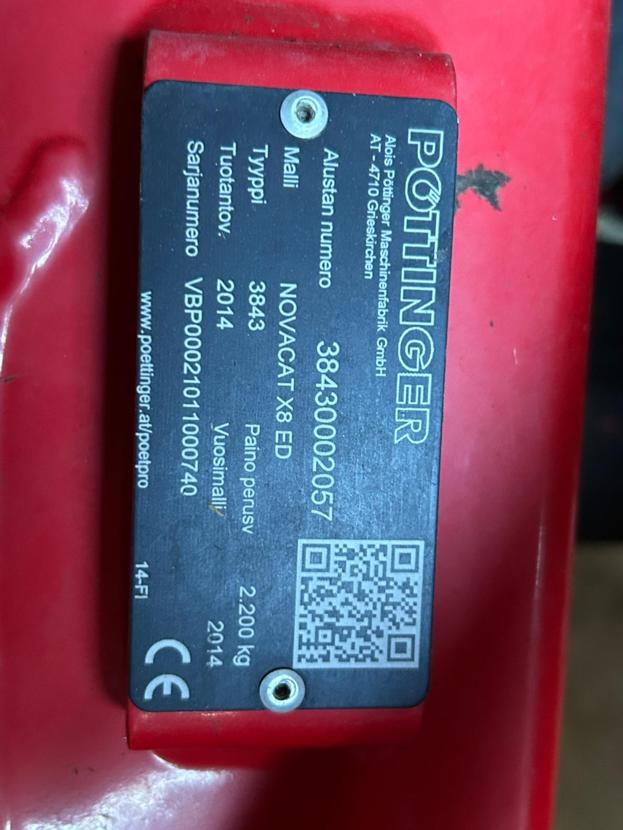 PÖTTINGER
Alois Pöttinger Maschinenfabrik GmbH
AT - 4710 Grieskirchen
Alustan numero 38430002057
Malli NOVACAT X8 ED
Tyyppi 3843 Paino perusv 2.200 kg
Tuotantov. 2014 Vuosimalli 2014
Sarjanumero VBP00021011000740
www.poettinger.at/poetpro 14-FI
CE